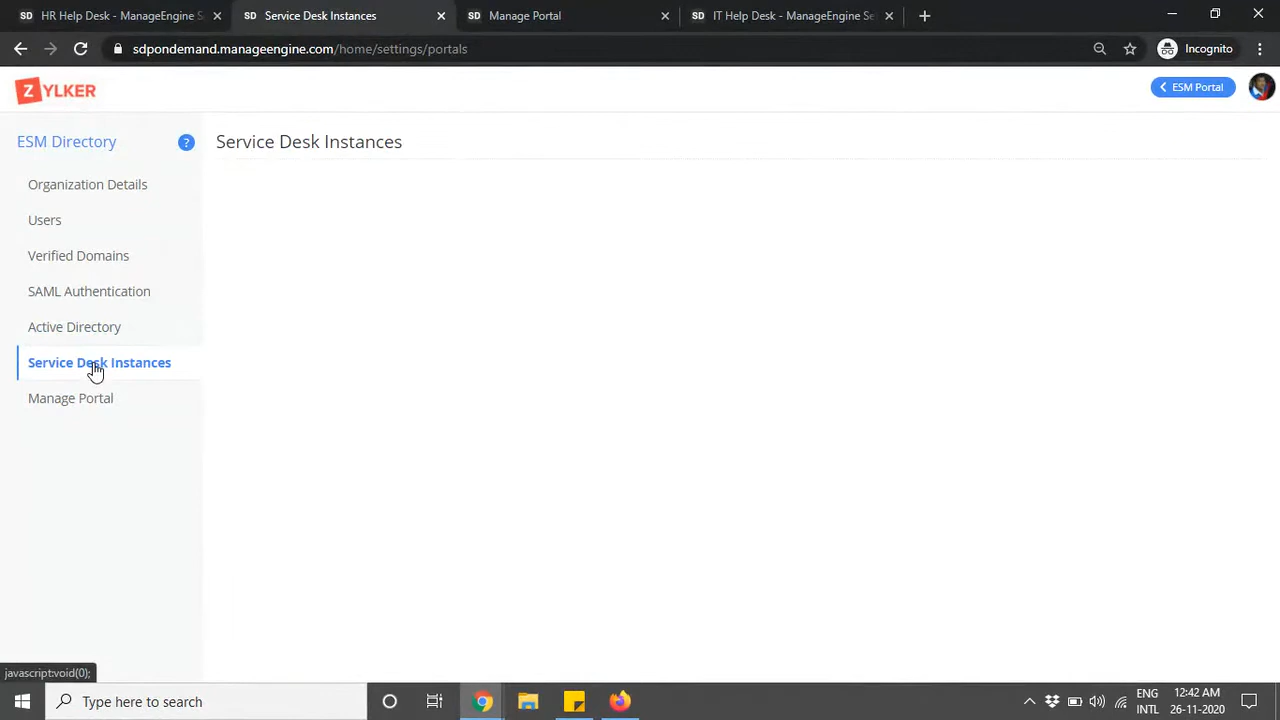 HR Help Desk - ManageEngine S
Service Desk Instances
Manage Portal
IT Help Desk - ManageEngine Se
sdpondemand.manageengine.com/home/settings/portals
Incognito
ZYLKER
ESM Portal
ESM Directory
?
Service Desk Instances
Organization Details
Users
Verified Domains
SAML Authentication
Active Directory
Service Desk Instances
Manage Portal
javascript:void(0);
Type here to search
ENG
INTL
12:42 AM
26-11-2020